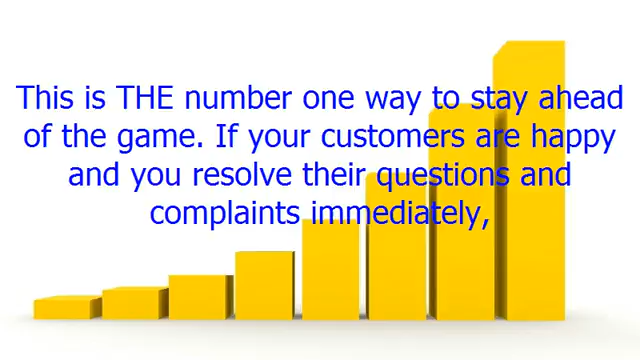 This is THE number one way to stay ahead
of the game. If your customers are happy
and you resolve their questions and
complaints immediately,